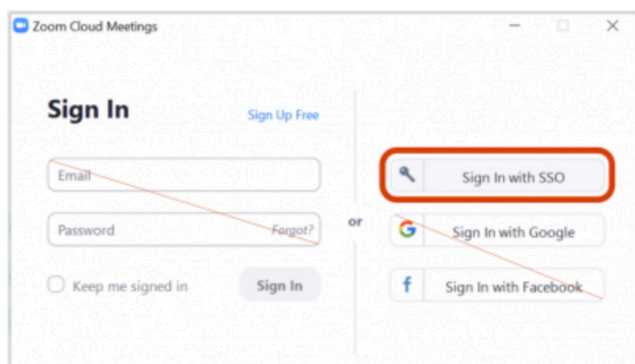 Zoom Cloud Meetings
Sign In
Sign Up Free
Email
Password
Forgot?
Keep me signed in
Sign In
or
Sign In with SSO
Sign In with Google
Sign In with Facebook